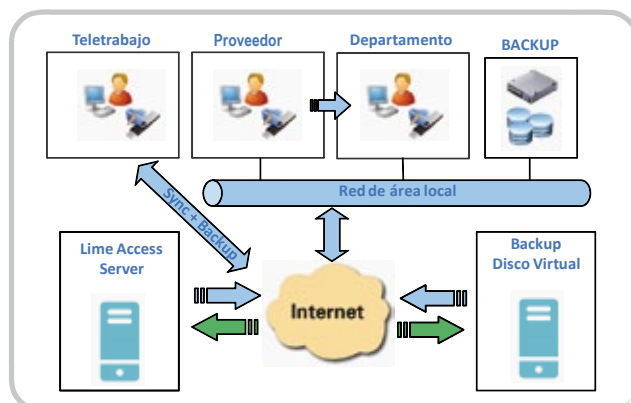 Teletrabajo
Proveedor
Departamento
BACKUP
Red de área local
Sync + Backup
Lime Access
Server
Internet
Backup
Disco Virtual